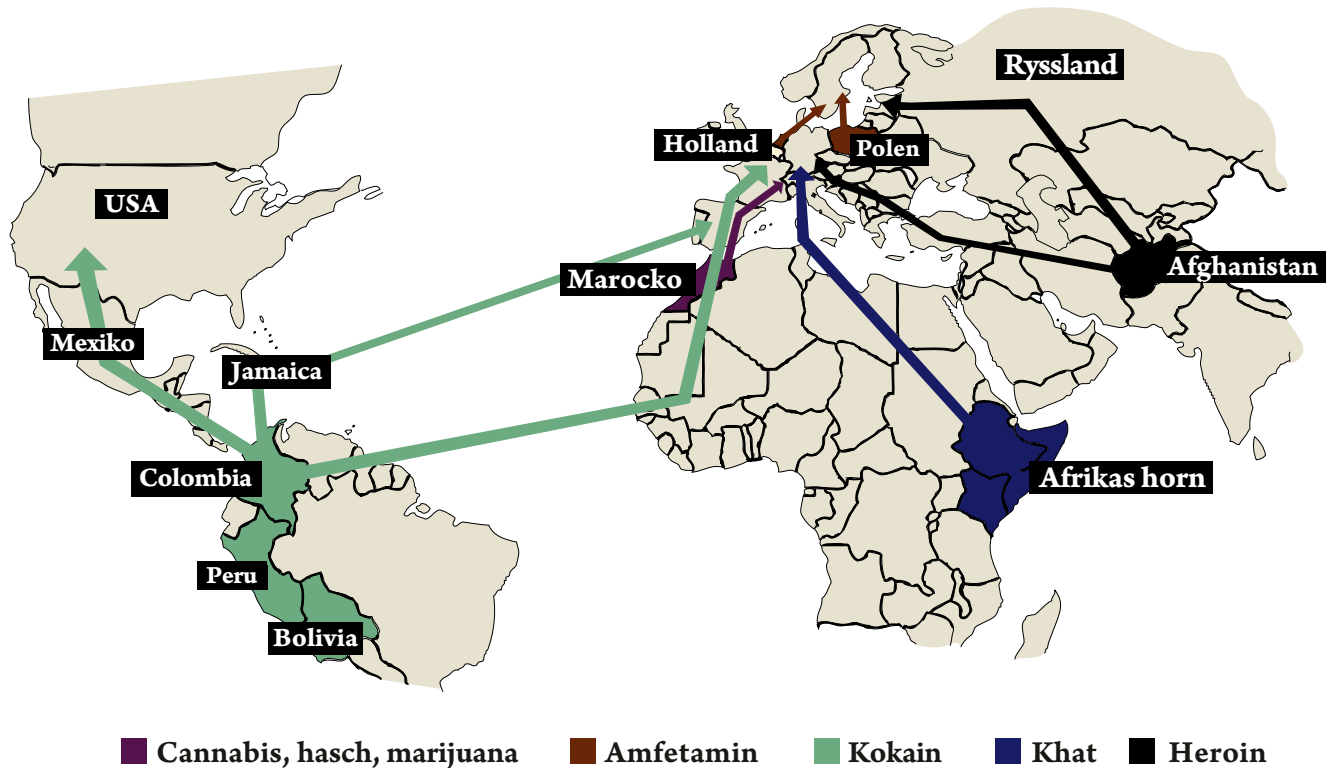 Ryssland
Holland
Polen
USA
Afghanistan
Marocko
Mexiko
Jamaica
Colombia
Afrikas horn
Peru
Bolivia
Cannabis, hasch, marijuana
Amfetamin
Kokain
Khat
Heroin